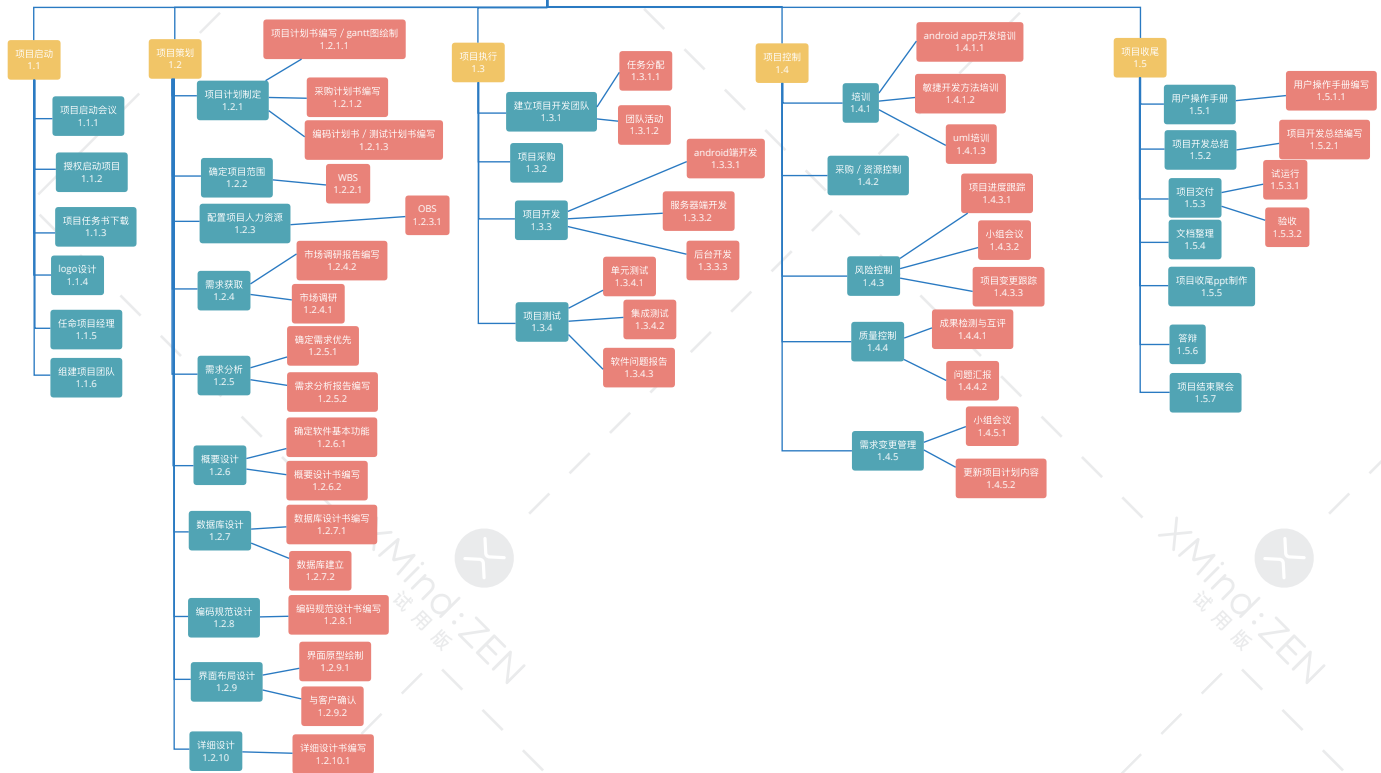 项目启动
1.1
项目启动会议
1.1.1
授权启动项目
1.1.2
项目任务书下载
1.1.3
logo设计
1.1.4
任命项目经理
1.1.5
组建项目团队
1.1.6
项目策划
1.2
项目计划制定
1.2.1
项目计划书编写 / gantt图绘制
1.2.1.1
采购计划书编写
1.2.1.2
编码计划书 / 测试计划书编写
1.2.1.3
确定项目范围
1.2.2
WBS
1.2.2.1
配置项目人力资源
1.2.3
OBS
1.2.3.1
需求获取
1.2.4
市场调研报告编写
1.2.4.2
市场调研
1.2.4.1
需求分析
1.2.5
确定需求优先
1.2.5.1
需求分析报告编写
1.2.5.2
概要设计
1.2.6
确定软件基本功能
1.2.6.1
概要设计书编写
1.2.6.2
数据库设计
1.2.7
数据库设计书编写
1.2.7.1
数据库建立
1.2.7.2
编码规范设计
1.2.8
编码规范设计书编写
1.2.8.1
界面布局设计
1.2.9
界面原型绘制
1.2.9.1
与客户确认
1.2.9.2
详细设计
1.2.10
详细设计书编写
1.2.10.1
项目执行
1.3
建立项目开发团队
1.3.1
任务分配
1.3.1.1
团队活动
1.3.1.2
项目采购
1.3.2
项目开发
1.3.3
android端开发
1.3.3.1
服务器端开发
1.3.3.2
后台开发
1.3.3.3
项目测试
1.3.4
单元测试
1.3.4.1
集成测试
1.3.4.2
软件问题报告
1.3.4.3
项目控制
1.4
培训
1.4.1
android app开发培训
1.4.1.1
敏捷开发方法培训
1.4.1.2
uml培训
1.4.1.3
采购 / 资源控制
1.4.2
风险控制
1.4.3
项目进度跟踪
1.4.3.1
小组会议
1.4.3.2
项目变更跟踪
1.4.3.3
质量控制
1.4.4
成果检测与互评
1.4.4.1
问题汇报
1.4.4.2
需求变更管理
1.4.5
小组会议
1.4.5.1
更新项目计划内容
1.4.5.2
项目收尾
1.5
用户操作手册
1.5.1
用户操作手册编写
1.5.1.1
项目开发总结
1.5.2
项目开发总结编写
1.5.2.1
项目交付
1.5.3
试运行
1.5.3.1
验收
1.5.3.2
文档整理
1.5.4
项目收尾ppt制作
1.5.5
答辩
1.5.6
项目结束聚会
1.5.7
XMind:ZEN
试用版
XMind:ZEN
试用版